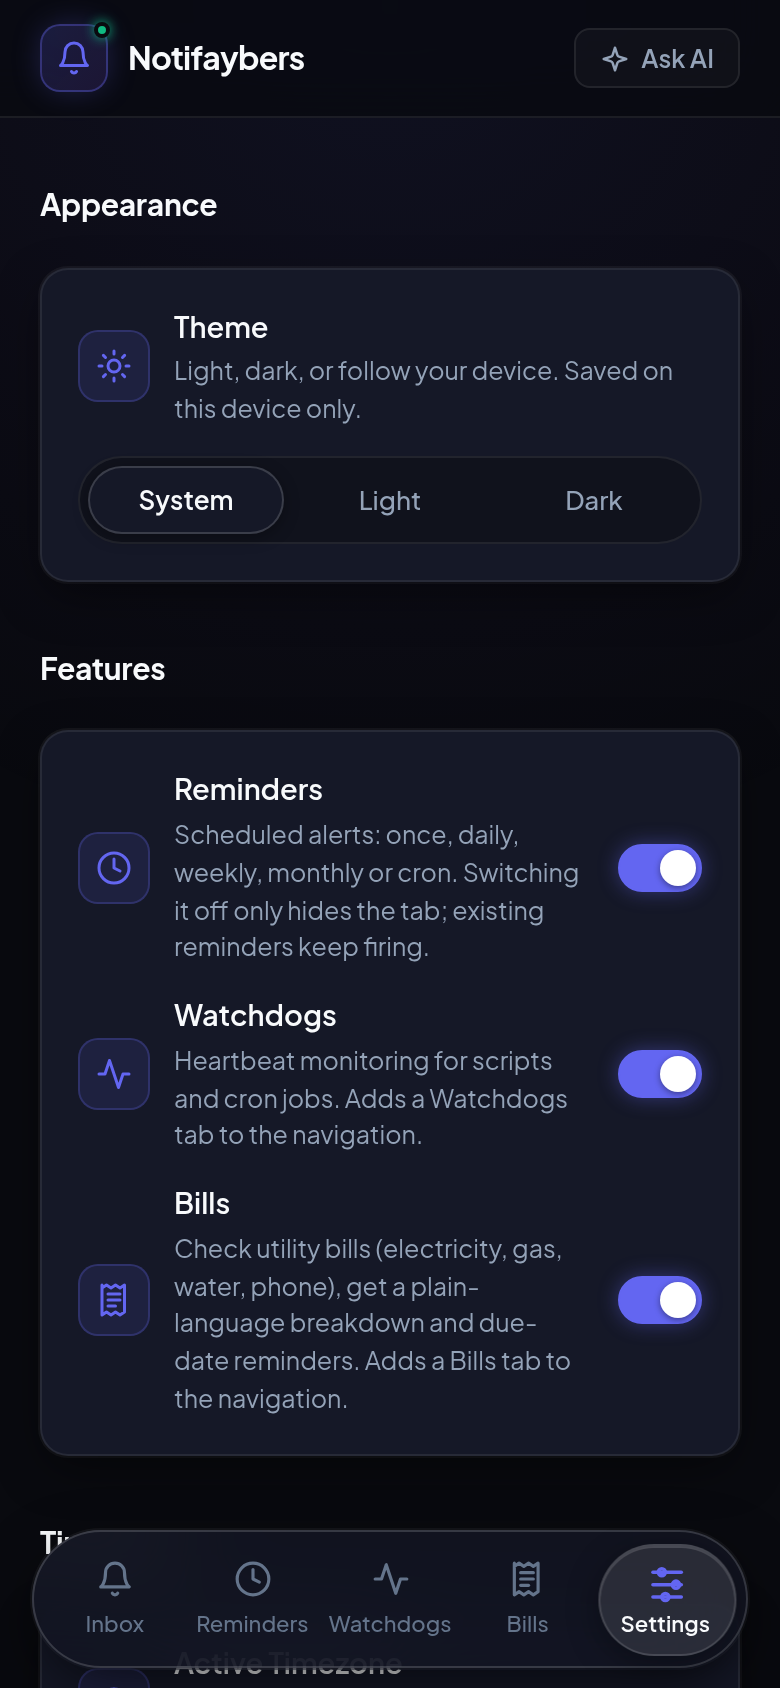 Notifaybers
Ask AI
Appearance
Theme
Light, dark, or follow your device. Saved on
this device only.
System
Light
Dark
Features
Reminders
Scheduled alerts: once, daily,
weekly, monthly or cron. Switching
it off only hides the tab; existing
reminders keep firing.
Watchdogs
Heartbeat monitoring for scripts
and cron jobs. Adds a Watchdogs
tab to the navigation.
Bills
Check utility bills (electricity, gas,
water, phone), get a plain-
language breakdown and due-
date reminders. Adds a Bills tab to
the navigation.
Inbox
Reminders
Watchdogs
Bills
Settings
Active Timezone